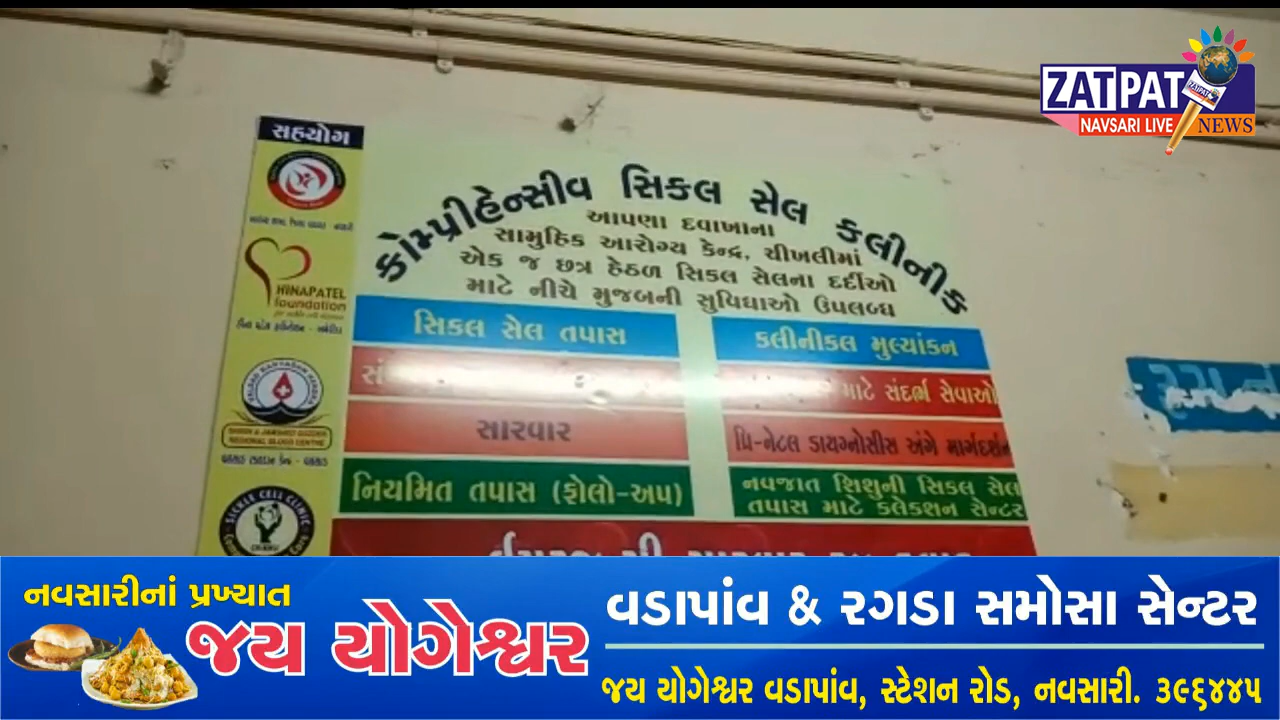 ZATPAT
NAVSARI LIVE NEWS
સહયોગ
HINAPATEL
foundation
SICKLE CELL CLINIC
કોમ્પ્રીહેન્સીવ સિકલ સેલ કલીનીક
આપણા દવાખાના
સામુહિક આરોગ્ય કેન્દ્ર, ચીખલીમાં
એક જ છત્ર હેઠળ સિકલ સેલના દર્દીઓ
માટે નીચે મુજબની સુવિધાઓ ઉપલબ્ધ
સિકલ સેલ તપાસ
કલીનીકલ મુલ્યાંકન
માટે સંદર્ભ સેવાઓ
સારવાર
પ્રિ-નેટલ ડાયગ્નોસીસ અંગે માર્ગદર્શન
નિયમિત તપાસ (ફોલો-અપ)
નવજાત શિશુની સિકલ સેલ
તપાસ માટે કલેકશન સેન્ટર
નવસારીનાં પ્રખ્યાત
જય યોગેશ્વર
વડાપાંવ & રગડા સમોસા સેન્ટર
જય યોગેશ્વર વડાપાંવ, સ્ટેશન રોડ, નવસારી. ૩૯૬૪૪૫